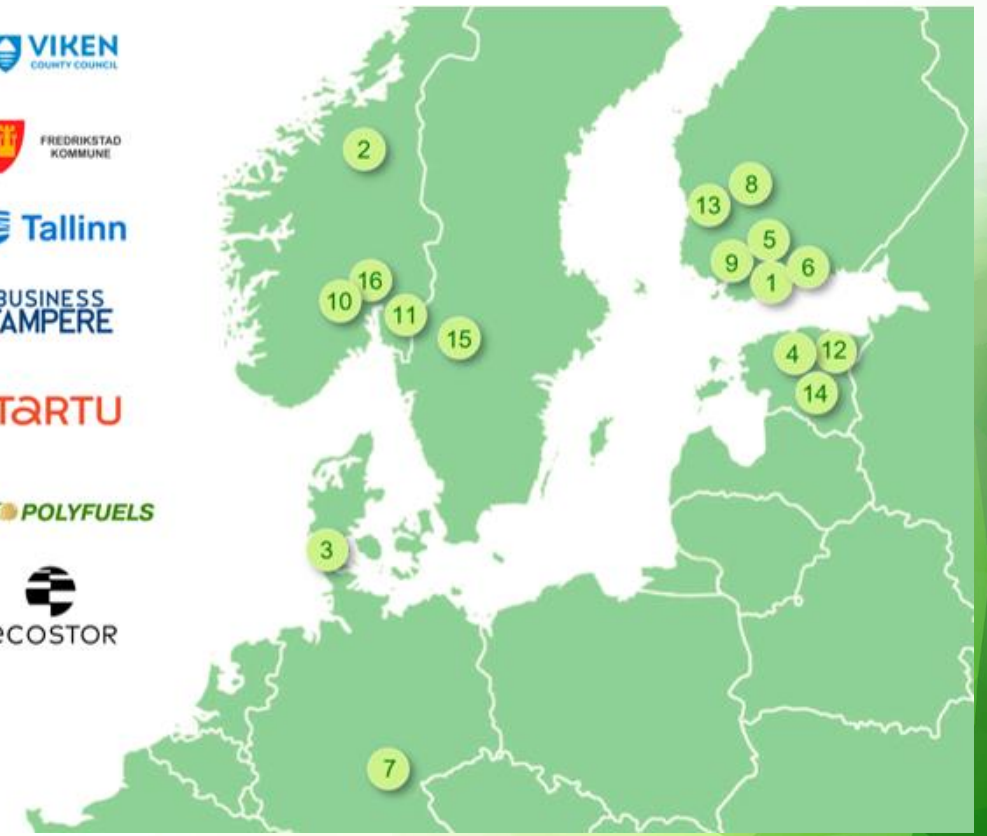 VIKEN
COUNTY COUNCIL
FREDRIKSTAD
KOMMUNE
Tallinn
BUSINESS
TAMPERE
TaRTU
POLYFUELS
ecostor
2
8
13
5
9
6
1
16
10
11
15
4
12
14
3
7